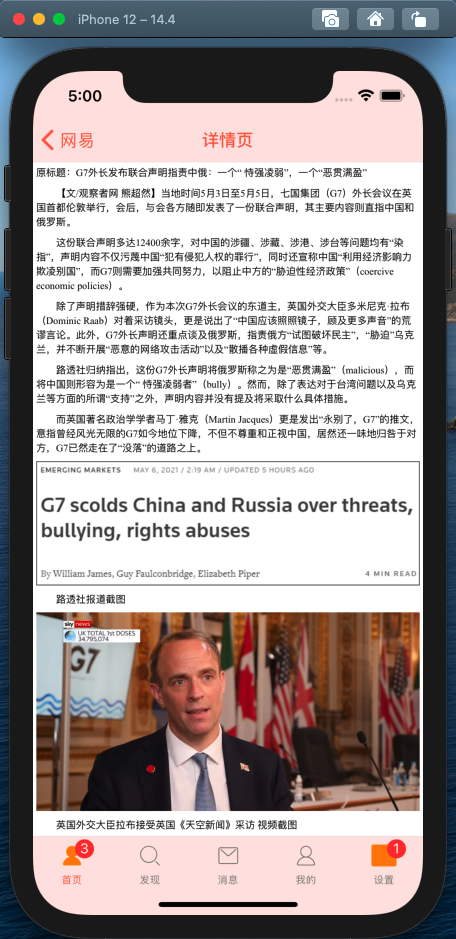 iPhone 12 – 14.4
5:00
网易
详情页
原标题：G7外长发布联合声明指责中俄：一个“ 恃强凌弱”，一个“恶贯满盈”
【文/观察者网 熊超然】当地时间5月3日至5月5日，七国集团（G7）外长会议在英
国首都伦敦举行，会后，与会各方随即发表了一份联合声明，其主要内容则直指中国和
俄罗斯。
这份联合声明多达12400余字，对中国的涉疆、涉藏、涉港、涉台等问题均有“染
指”，声明内容不仅污蔑中国“犯有侵犯人权的罪行”，同时还宣称中国“利用经济影响力
欺凌别国”，而G7则需要加强共同努力，以阻止中方的“胁迫性经济政策”（coercive
economic policies）。
除了声明措辞强硬，作为本次G7外长会议的东道主，英国外交大臣多米尼克·拉布
（Dominic Raab）对着采访镜头，更是说出了“中国应该照照镜子，顾及更多声音”的荒
谬言论。此外，G7外长声明还重点谈及俄罗斯，指责俄方“试图破坏民主”，“胁迫”乌克
兰，并不断开展“恶意的网络攻击活动”以及“散播各种虚假信息”等。
路透社归纳指出，这份G7外长声明将俄罗斯称之为是“恶贯满盈”（malicious），而
将中国则形容为是一个“ 恃强凌弱者”（bully）。然而，除了表达对于台湾问题以及乌克
兰等方面的所谓“支持”之外，声明内容并没有提及将采取什么具体措施。
而英国著名政治学学者马丁·雅克（Martin Jacques）更是发出“永别了，G7”的推文，
意指曾经风光无限的G7如今地位下降，不但不尊重和正视中国，居然还一味地归咎于对
方，G7已然走在了“没落”的道路之上。
EMERGING MARKETS MAY 6, 2021 / 2:19 AM / UPDATED 5 HOURS AGO
G7 scolds China and Russia over threats,
bullying, rights abuses
By William James, Guy Faulconbridge, Elizabeth Piper 4 MIN READ
路透社报道截图
sky news
UK TOTAL 1st DOSES
34,795,074
G7
英国外交大臣拉布接受英国《天空新闻》采访 视频截图
3
1
首页
发现
消息
我的
设置